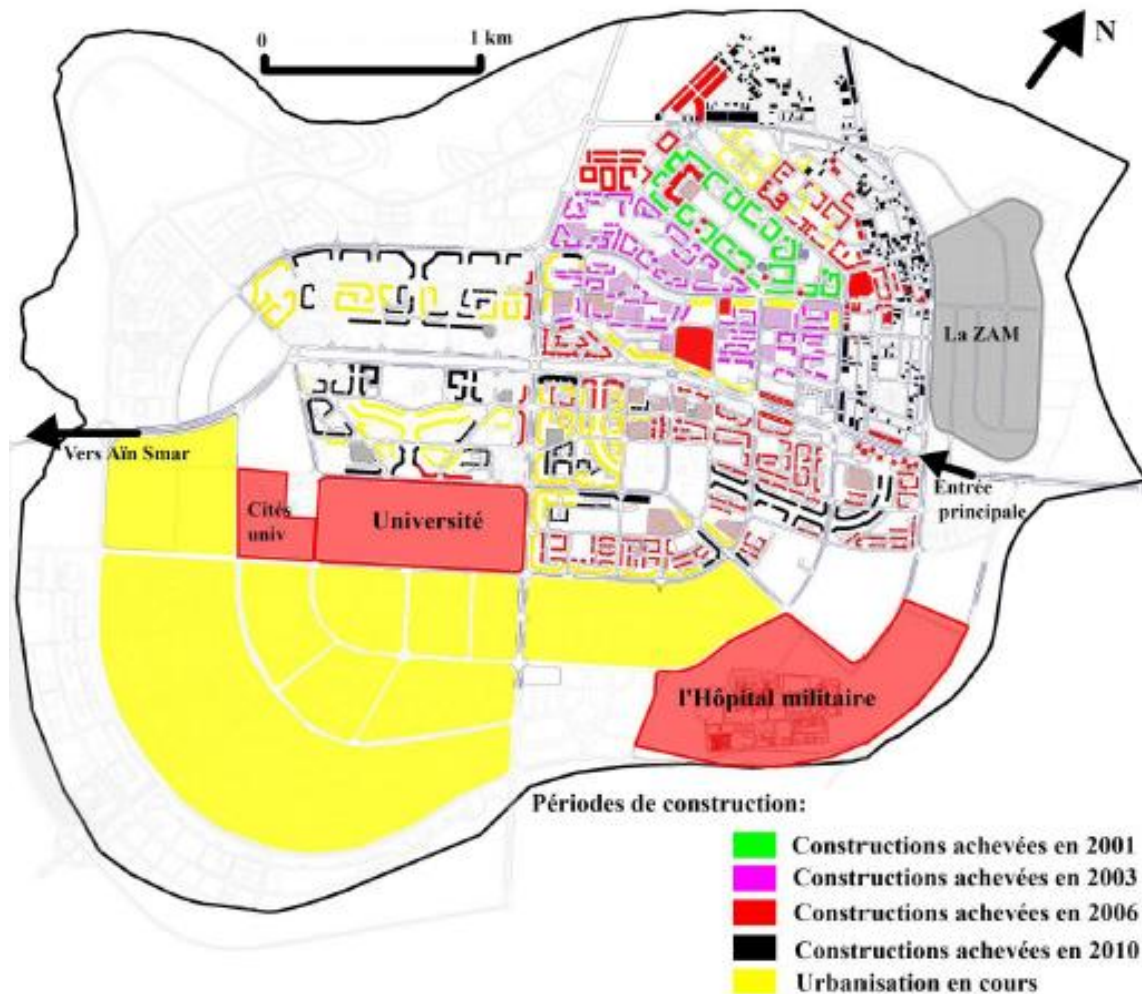 0 1 km
N
La ZAM
Vers Aïn Smar
Entrée
principale
Cités
univ
Université
l'Hôpital militaire
Périodes de construction:
Constructions achevées en 2001
Constructions achevées en 2003
Constructions achevées en 2006
Constructions achevées en 2010
Urbanisation en cours